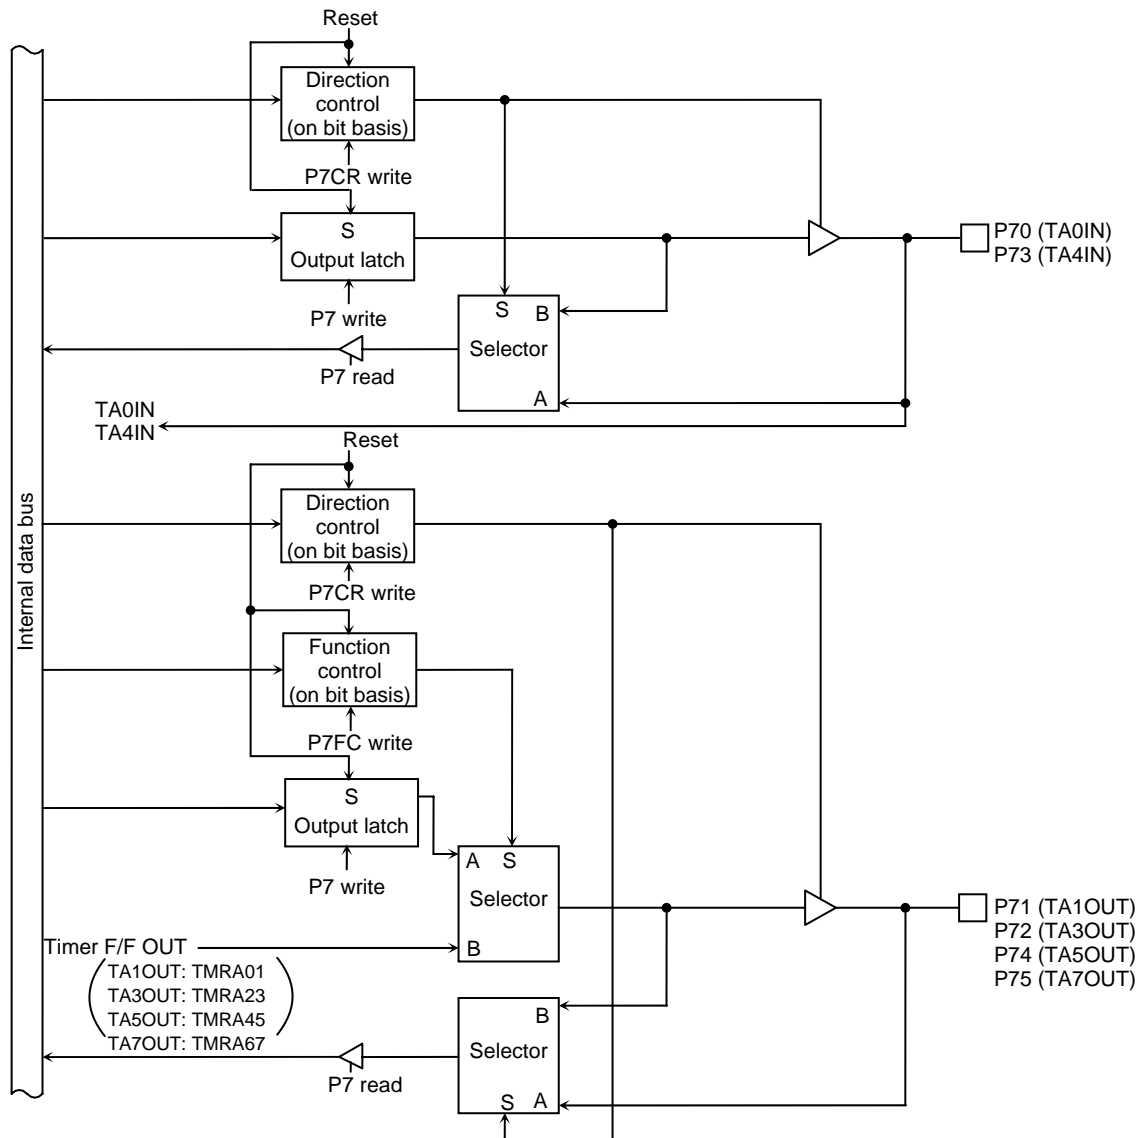 Reset
Direction
control
(on bit basis)
P7CR write
S
Output latch
P7 write
S
B
Selector
A
P7 read
P70 (TA0IN)
P73 (TA4IN)
TA0IN
TA4IN
Internal data bus
Reset
Direction
control
(on bit basis)
P7CR write
Function
control
(on bit basis)
P7FC write
S
Output latch
P7 write
A
S
Selector
B
Timer F/F OUT
TA1OUT: TMRA01
TA3OUT: TMRA23
TA5OUT: TMRA45
TA7OUT: TMRA67
P71 (TA1OUT)
P72 (TA3OUT)
P74 (TA5OUT)
P75 (TA7OUT)
B
Selector
S
A
P7 read